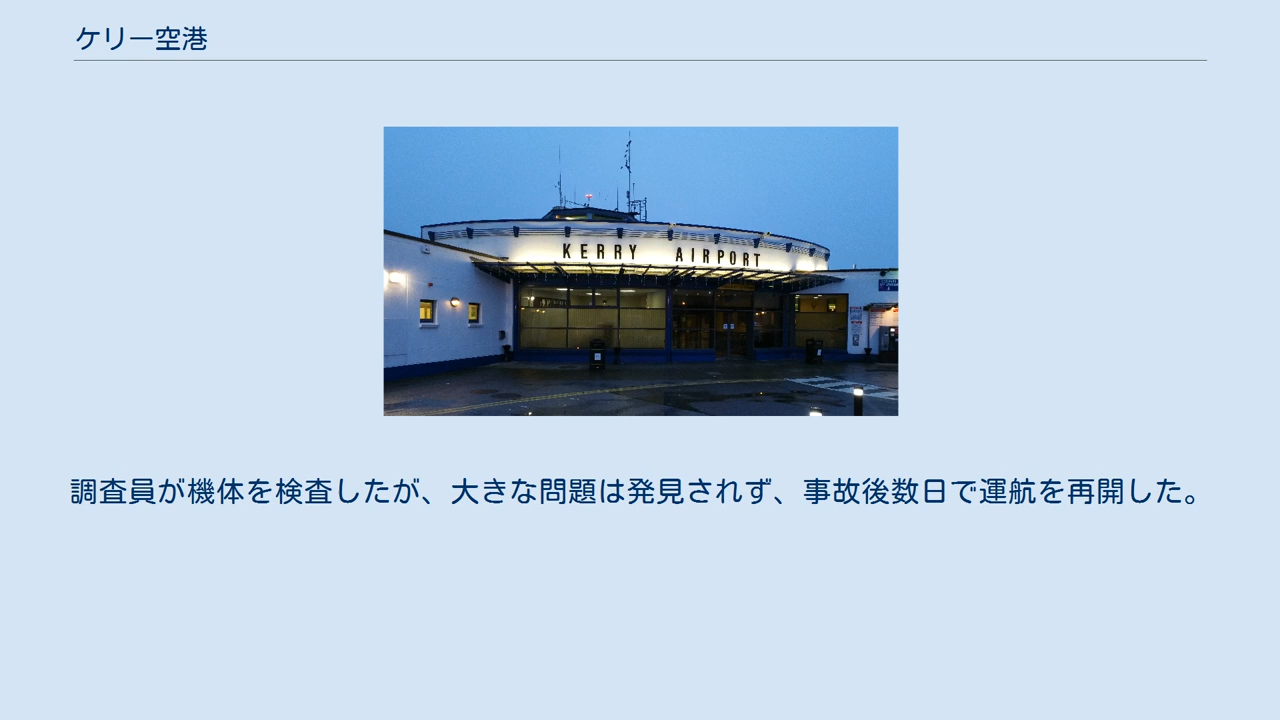 ケリー空港
KERRY AIRPORT
調査員が機体を検査したが、大きな問題は発見されず、事故後数日で運航を再開した。